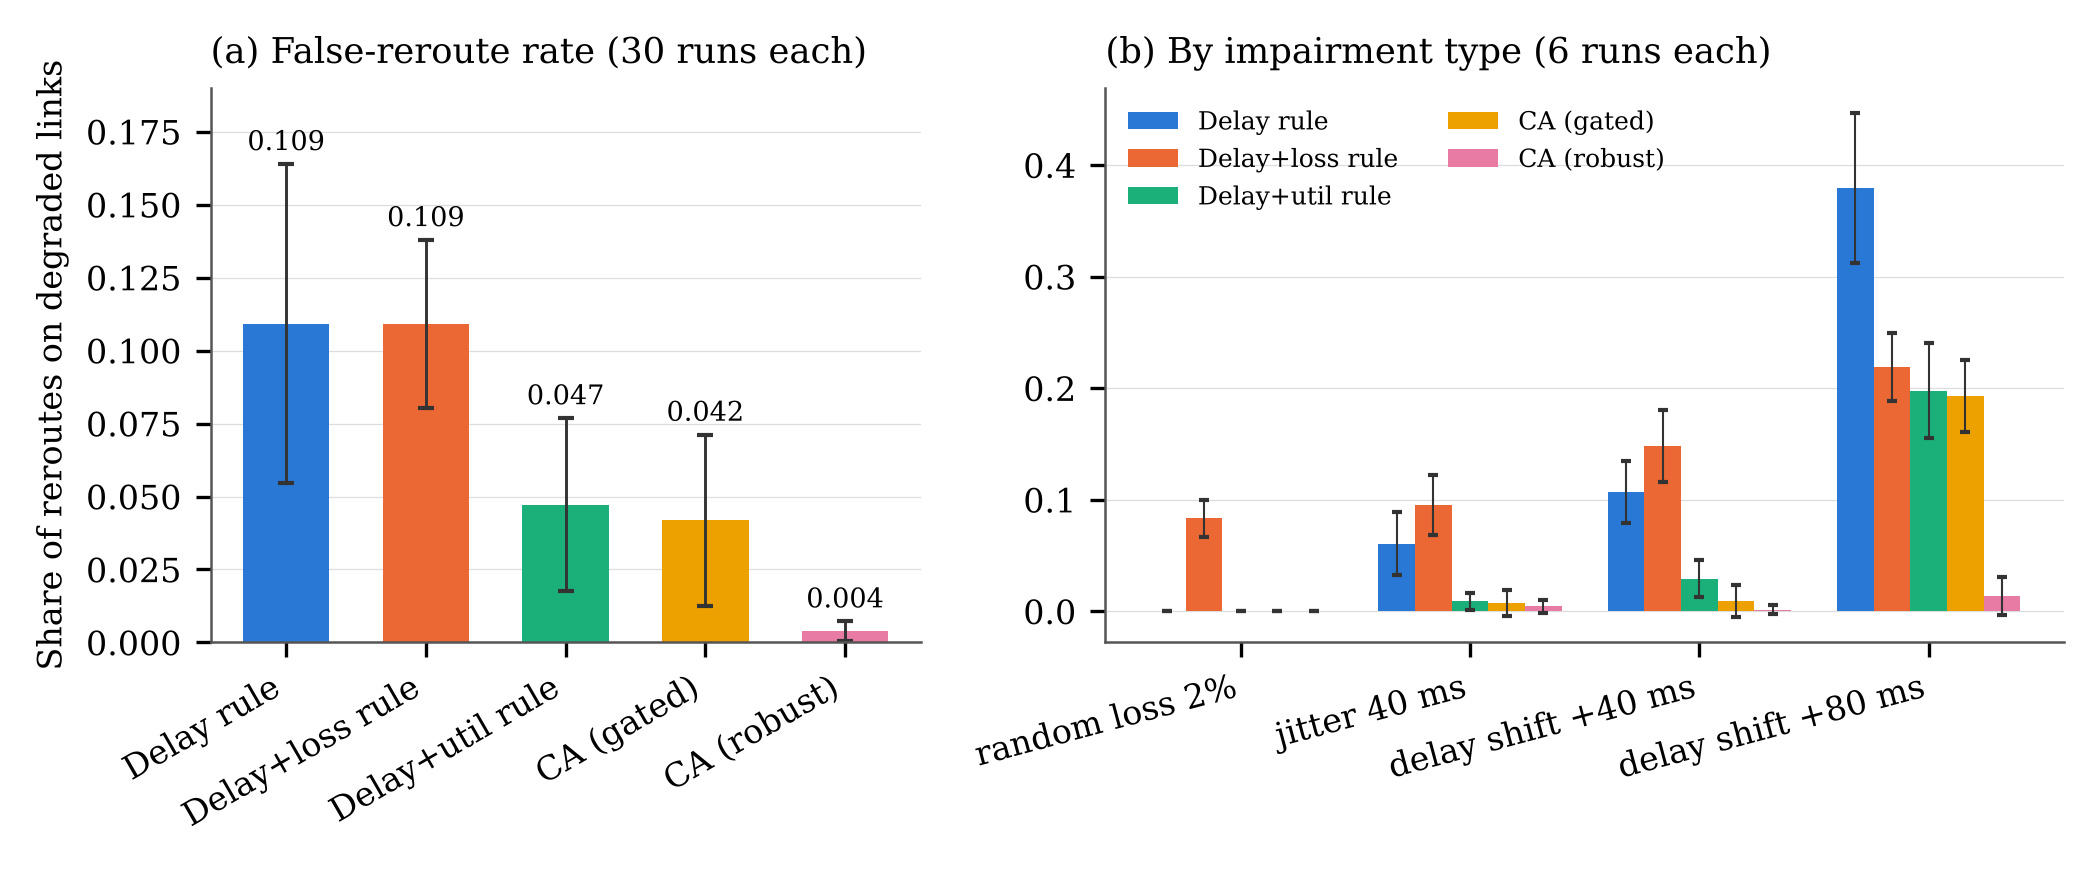 (a) False-reroute rate (30 runs each)
Share of reroutes on degraded links
0.175
0.150
0.125
0.100
0.075
0.050
0.025
0.000
0.109
0.109
0.047
0.042
0.004
Delay rule
Delay+loss rule
Delay+util rule
CA (gated)
CA (robust)
(b) By impairment type (6 runs each)
Delay rule
Delay+loss rule
Delay+util rule
CA (gated)
CA (robust)
0.4
0.3
0.2
0.1
0.0
random loss 2%
jitter 40 ms
delay shift +40 ms
delay shift +80 ms